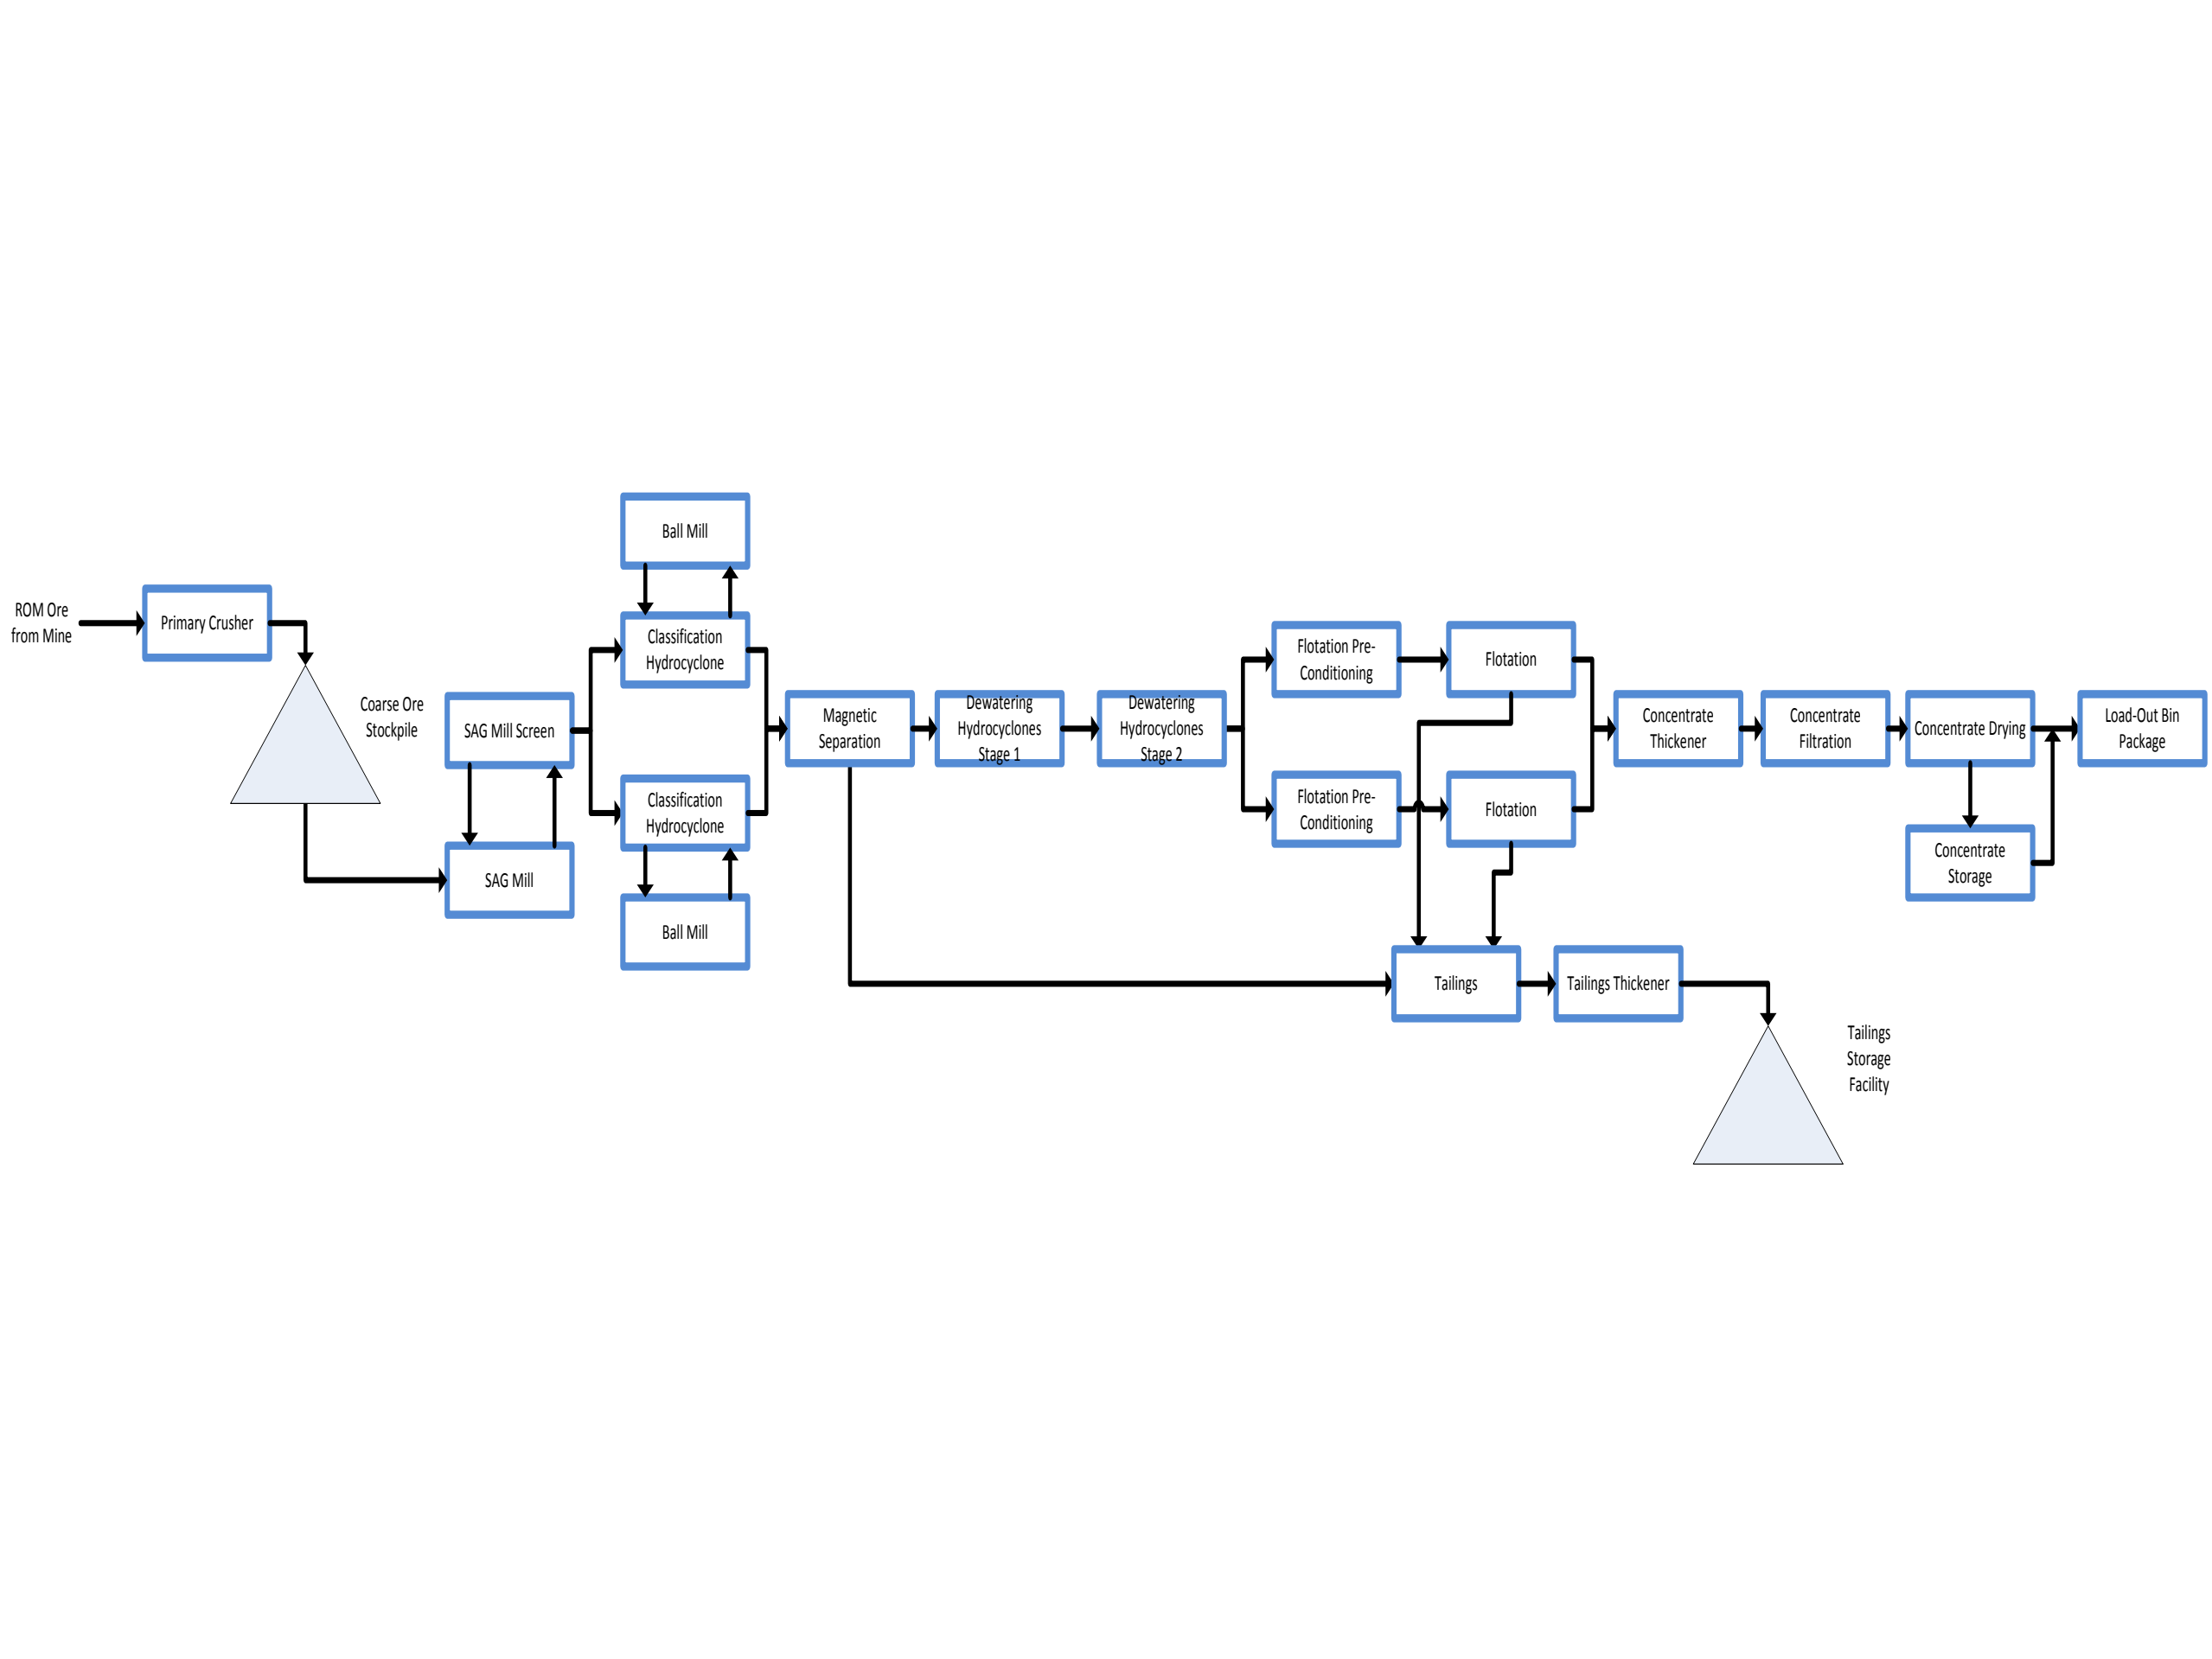 ROM Ore
from Mine
Primary Crusher
Coarse Ore
Stockpile
SAG Mill Screen
SAG Mill
Ball Mill
Classification
Hydrocyclone
Classification
Hydrocyclone
Ball Mill
Magnetic
Separation
Dewatering
Hydrocyclones
Stage 1
Dewatering
Hydrocyclones
Stage 2
Flotation Pre-
Conditioning
Flotation
Flotation Pre-
Conditioning
Flotation
Concentrate
Thickener
Concentrate
Filtration
Concentrate Drying
Load-Out Bin
Package
Concentrate
Storage
Tailings
Tailings Thickener
Tailings
Storage
Facility